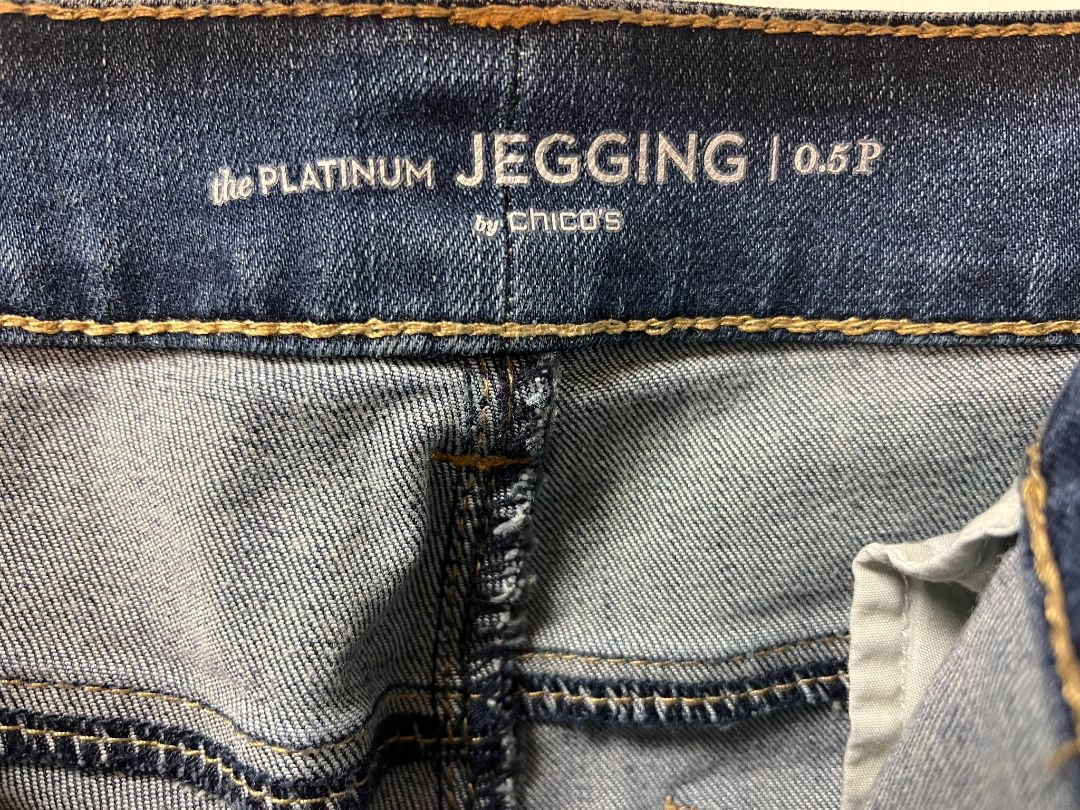 the PLATINUM JEGGING | 0.5P
by chico's